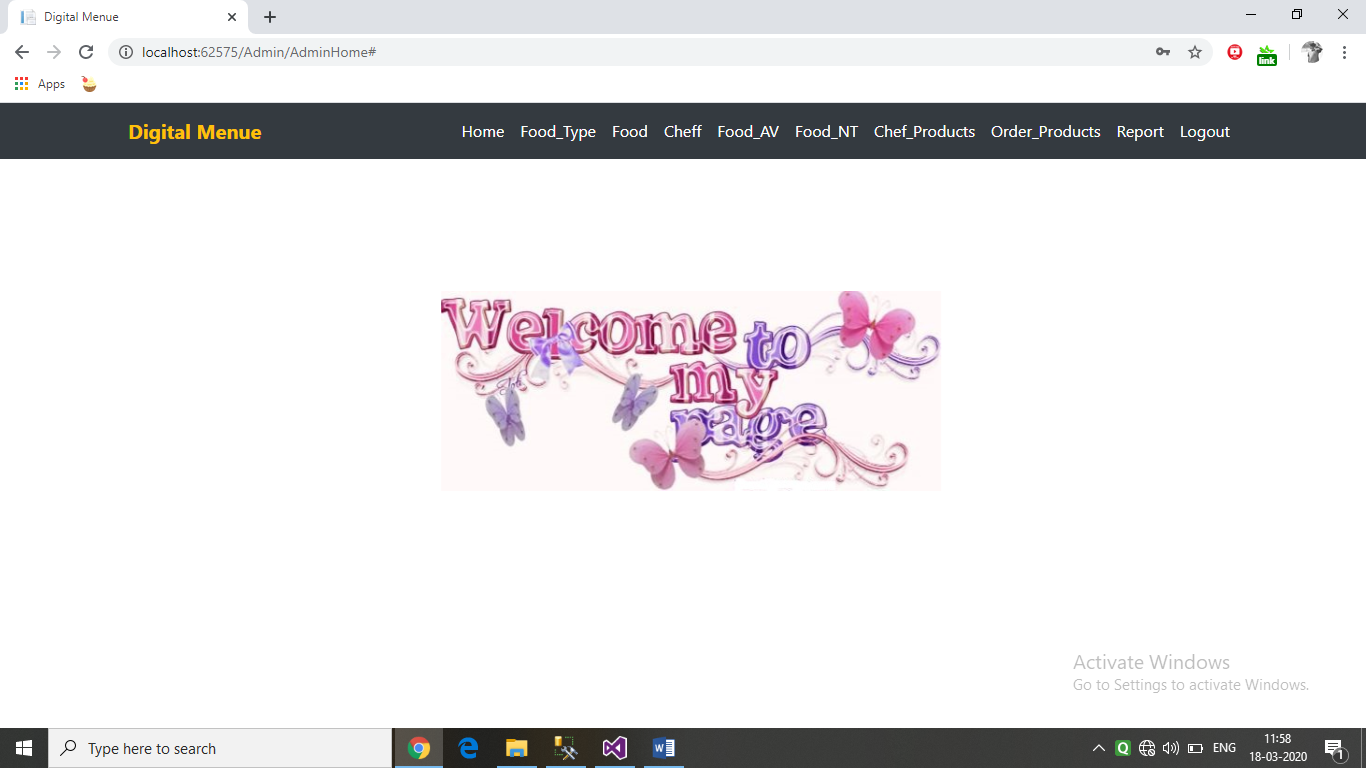 Digital Menue
localhost:62575/Admin/AdminHome#
link
Apps
Digital Menue Home Food_Type Food Cheff Food_AV Food_NT Chef_Products Order_Products Report Logout
Welcome to
my
page
Activate Windows
Go to Settings to activate Windows.
Type here to search
ENG
11:58
18-03-2020
1